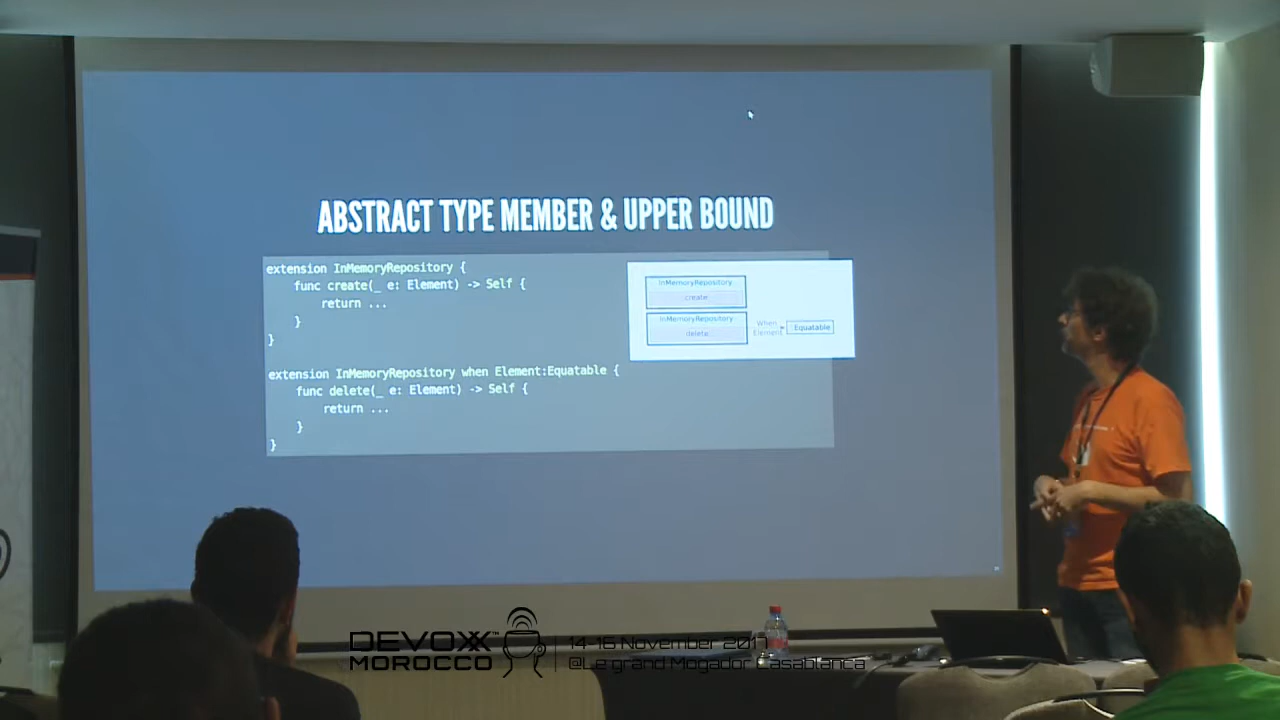 ABSTRACT TYPE MEMBER & UPPER BOUND
extension InMemoryRepository {
func create(_ e: Element) -> Self {
return ...
}
}
extension InMemoryRepository when Element:Equatable {
func delete(_ e: Element) -> Self {
return ...
}
}
InMemoryRepository
create
InMemoryRepository
delete
When
Element
Equatable
DEVOXX™
MOROCCO
14-16 November 2017
@Le grand Mogador Casablanca